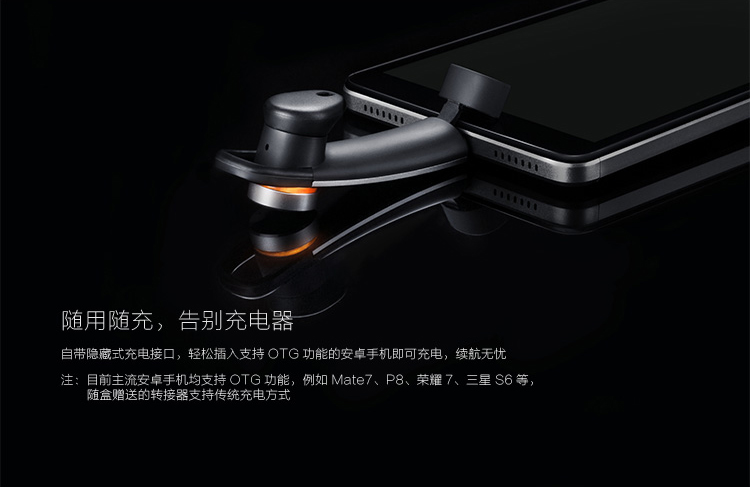 随用随充，告别充电器
自带隐藏式充电接口，轻松插入支持 OTG 功能的安卓手机即可充电，续航无忧
注：目前主流安卓手机均支持 OTG 功能，例如 Mate7、P8、荣耀 7、三星 S6 等，
随盒赠送的转接器支持传统充电方式